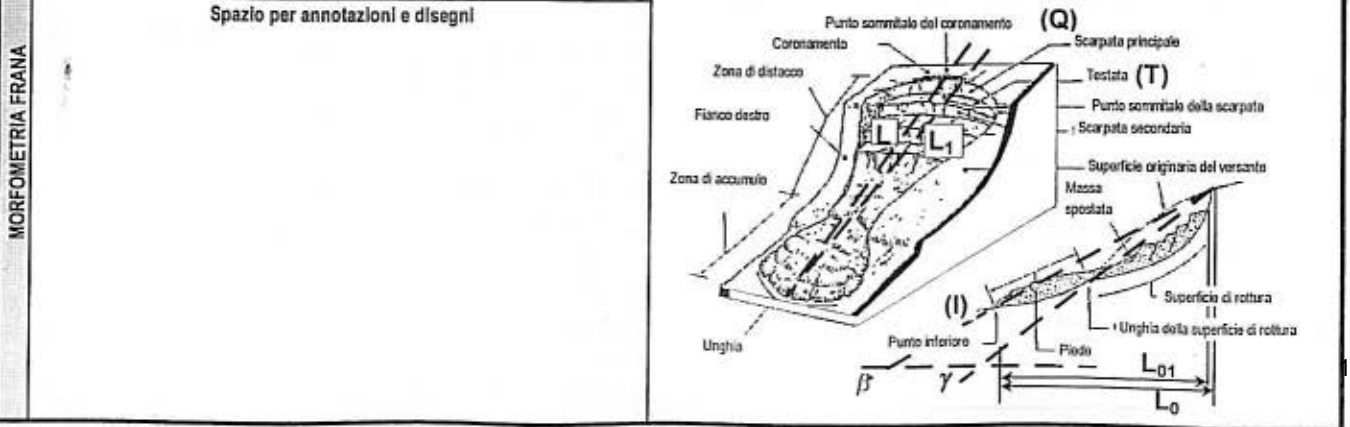 MORFOMETRIA FRANA
Spazio per annotazioni e disegni
Punto sommitale del coronamento
(Q)
Coronamento
Scarpata principale
Zona di distacco
Testata (T)
Fianco destro
Punto sommitale della scarpata
Scarpata secondaria
L
L1
Superficie originaria del versante
Zona di accumulo
Massa
spostata
(I)
Superficie di rottura
Unghia della superficie di rottura
Unghia
Punto inferiore
Piede
β
γ
L01
L0